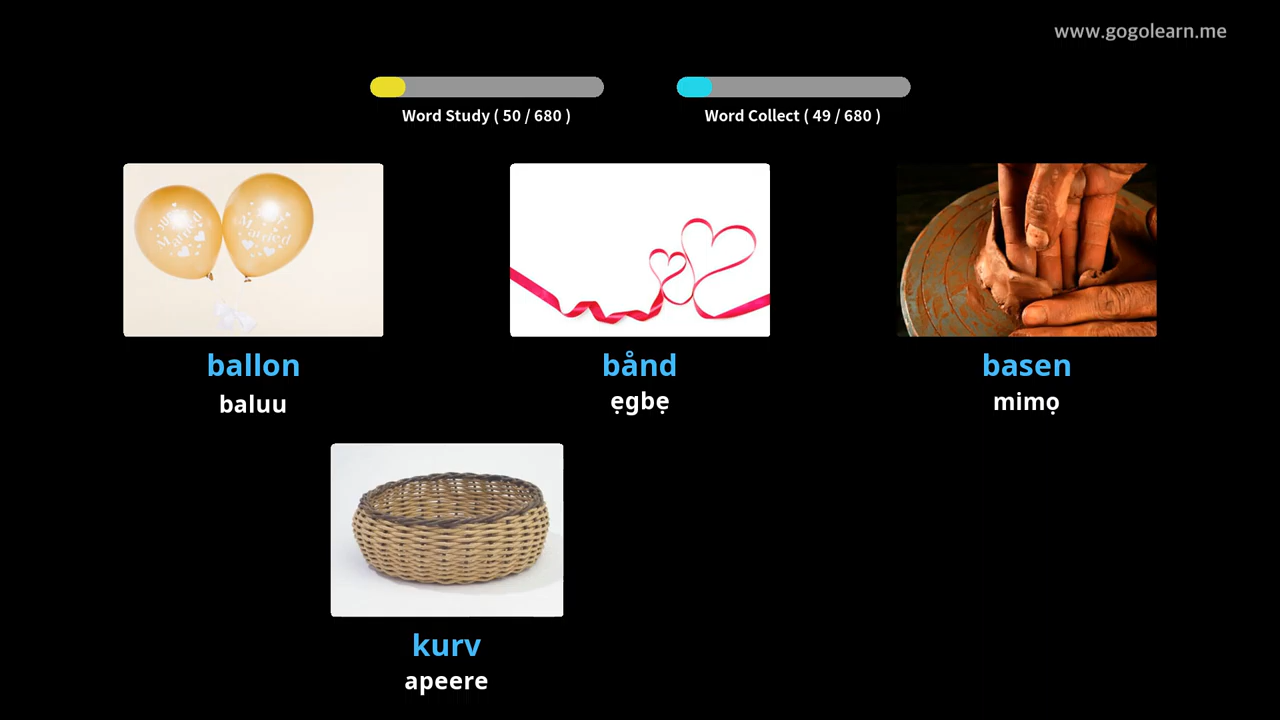 www.gogolearn.me
Word Study ( 50 / 680 )
Word Collect ( 49 / 680 )
ballon
bånd
basen
baluu
ẹgbẹ
mimọ
kurv
apeere